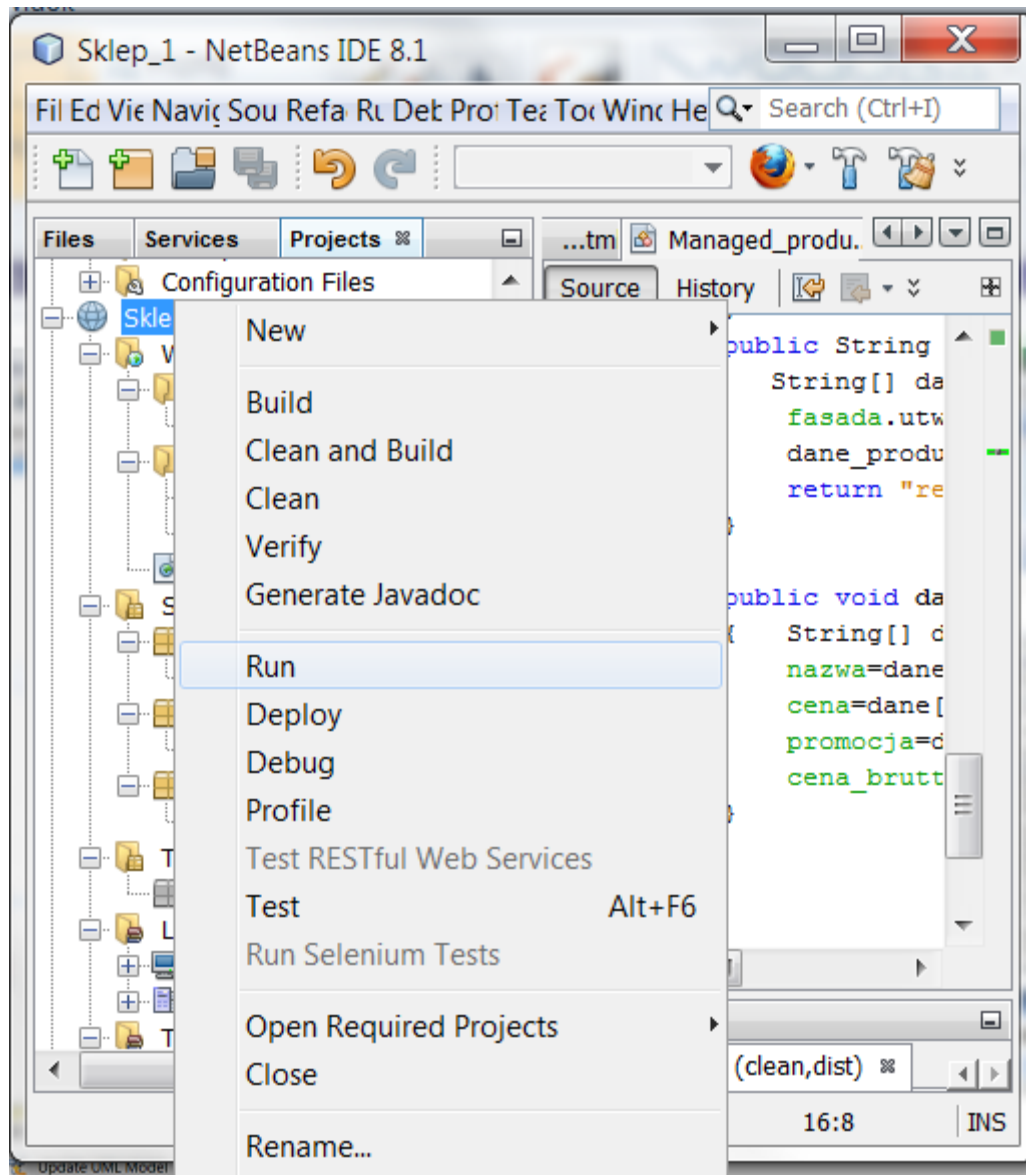 Sklep_1 - NetBeans IDE 8.1
Fil Ed Vie Navig Sou Refa Ru Deb Prof Tea Too Wind He Search (Ctrl+I)
Files Services Projects
...tm Managed_produ..
Configuration Files
Source History
Skle
New
Build
Clean and Build
Clean
Verify
Generate Javadoc
Run
Deploy
Debug
Profile
Test RESTful Web Services
Test Alt+F6
Run Selenium Tests
Open Required Projects
Close
Rename...
W
S
T
L
T
public String
String[] da
fasada.utw
dane_produ
return "re
}
public void da
{ String[] d
nazwa=dane
cena=dane[
promocja=d
cena_brutt
}
(clean,dist)
16:8 INS
Update UML Model